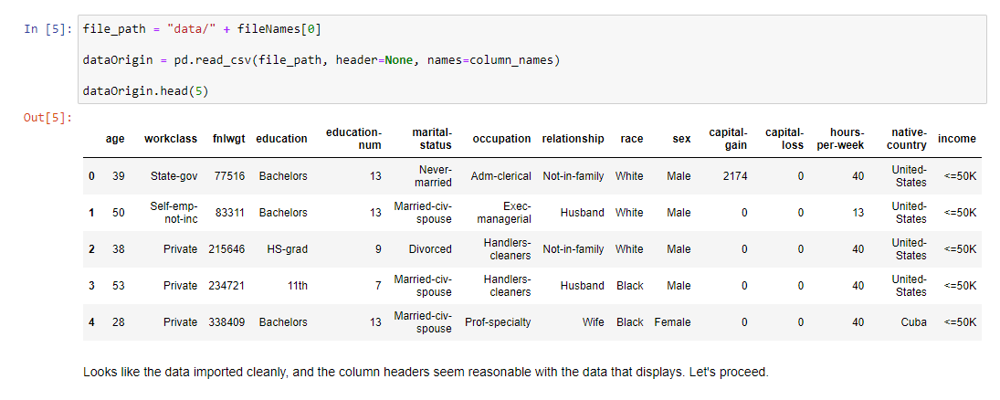 In [5]: file_path = "data/" + fileNames[0]
dataOrigin = pd.read_csv(file_path, header=None, names=column_names)
dataOrigin.head(5)
Out[5]:
age workclass fnlwgt education education-num marital-status occupation relationship race sex capital-gain capital-loss hours-per-week native-country income
0 39 State-gov 77516 Bachelors 13 Never-married Adm-clerical Not-in-family White Male 2174 0 40 United-States <=50K
1 50 Self-emp-not-inc 83311 Bachelors 13 Married-civ-spouse Exec-managerial Husband White Male 0 0 13 United-States <=50K
2 38 Private 215646 HS-grad 9 Divorced Handlers-cleaners Not-in-family White Male 0 0 40 United-States <=50K
3 53 Private 234721 11th 7 Married-civ-spouse Handlers-cleaners Husband Black Male 0 0 40 United-States <=50K
4 28 Private 338409 Bachelors 13 Married-civ-spouse Prof-specialty Wife Black Female 0 0 40 Cuba <=50K
Looks like the data imported cleanly, and the column headers seem reasonable with the data that displays. Let's proceed.